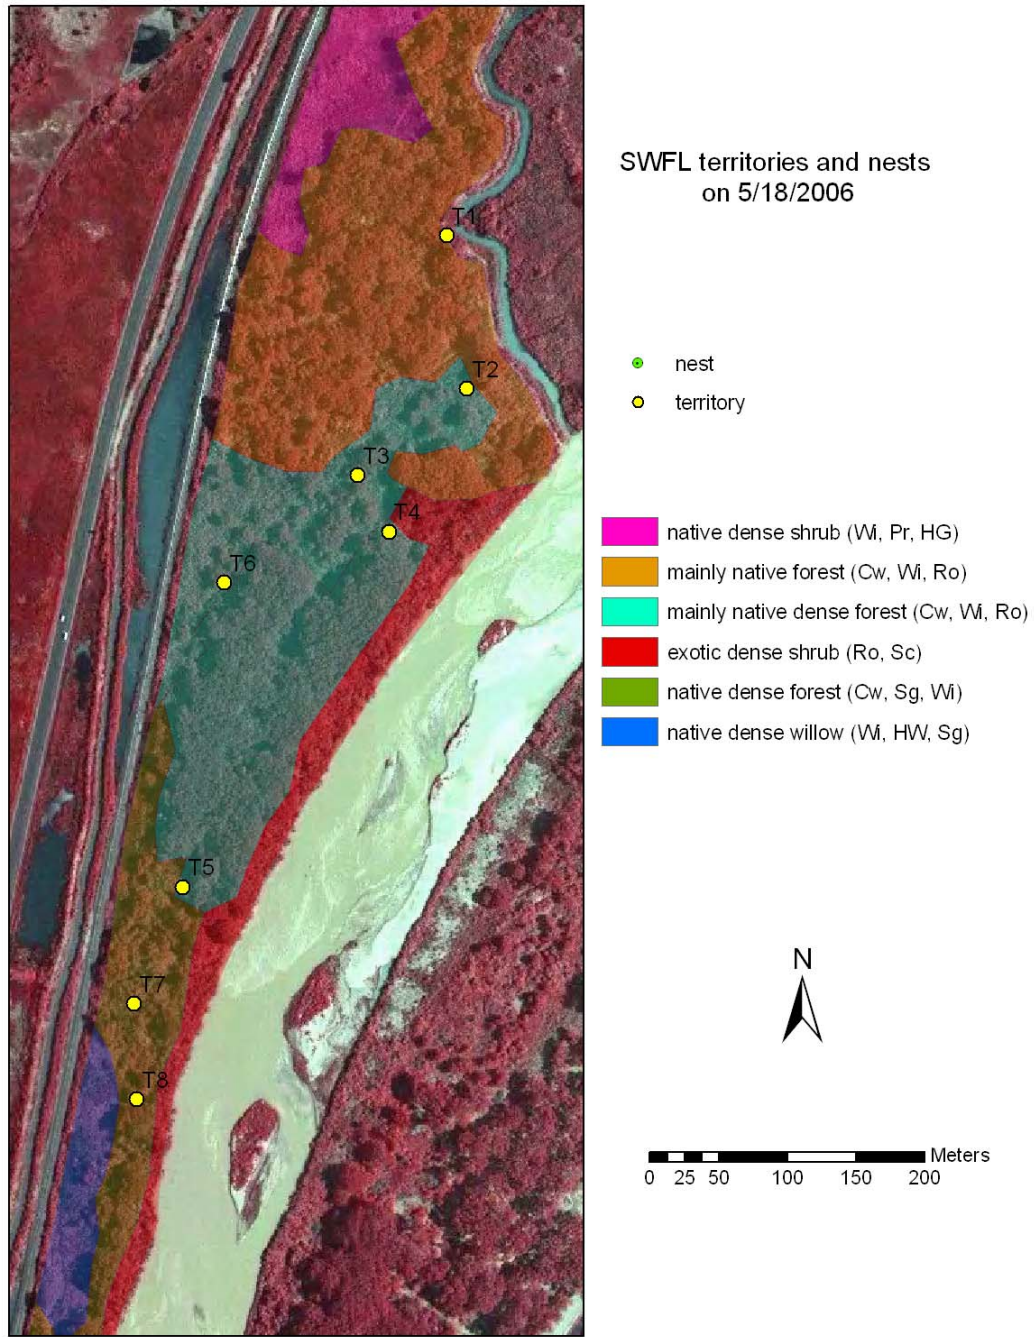 SWFL territories and nests
on 5/18/2006
T1
T2
T3
T4
T6
T5
T7
T8
nest
territory
native dense shrub (Wi, Pr, HG)
mainly native forest (Cw, Wi, Ro)
mainly native dense forest (Cw, Wi, Ro)
exotic dense shrub (Ro, Sc)
native dense forest (Cw, Sg, Wi)
native dense willow (Wi, HW, Sg)
N
Meters
0 25 50 100 150 200